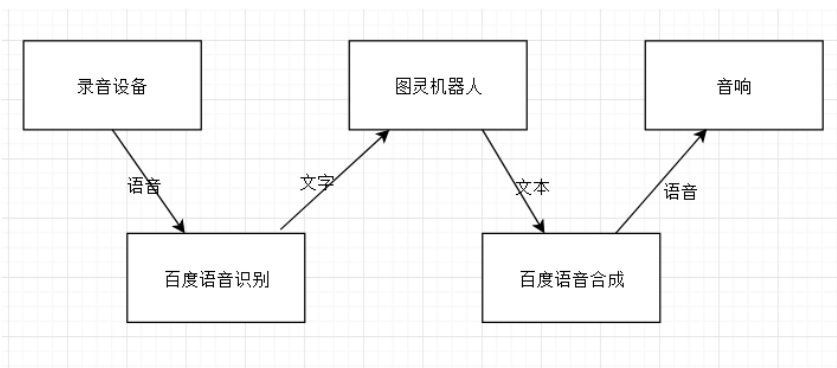 录音设备
图灵机器人
音响
语音
文字
文本
语音
百度语音识别
百度语音合成